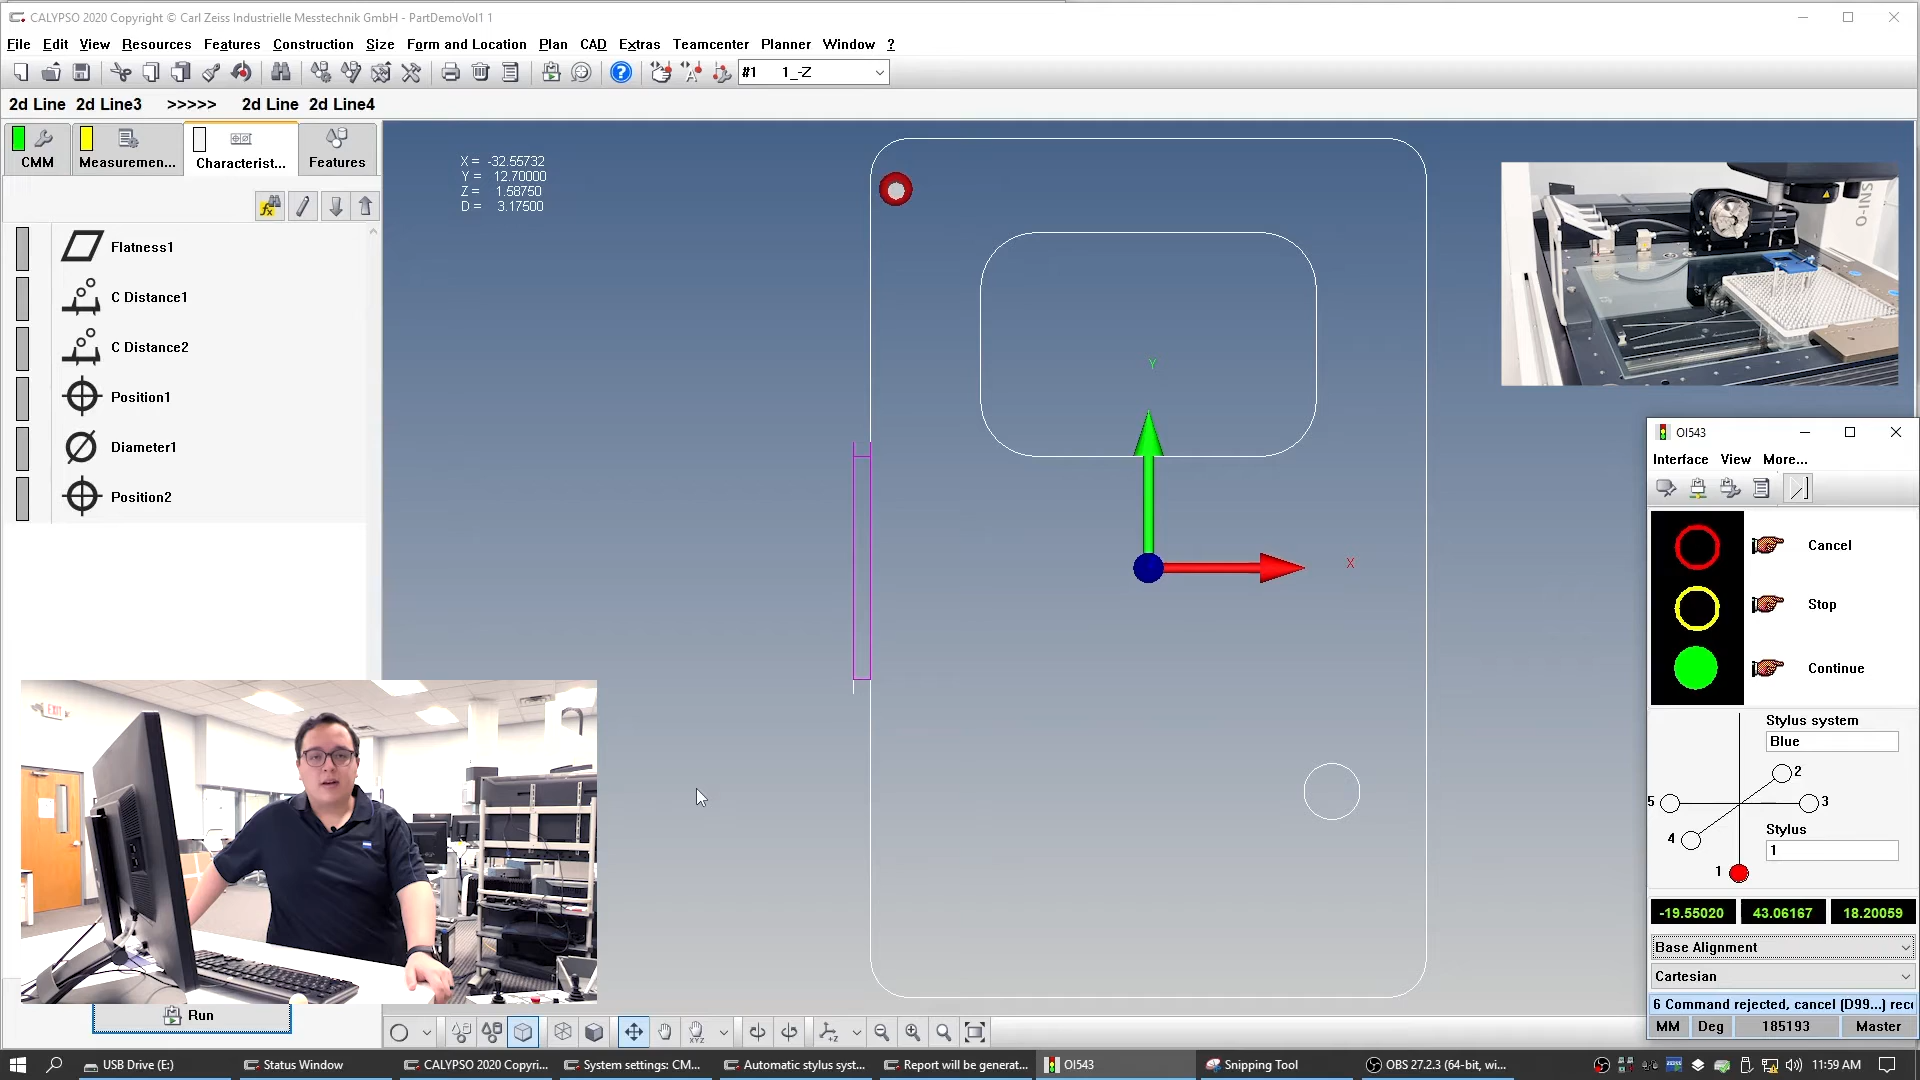 CALYPSO 2020 Copyright © Carl Zeiss Industrielle Messtechnik GmbH - PartDemoVol1 1
File Edit View Resources Features Construction Size Form and Location Plan CAD Extras Teamcenter Planner Window ?
#1 1_-Z
2d Line 2d Line3 >>>>> 2d Line 2d Line4
CMM Measuremen... Characterist... Features
X = -32.55732
Y = 12.70000
Z = 1.58750
D = 3.17500
Flatness1
C Distance1
C Distance2
Position1
Diameter1
Position2
Run
Y
X
EXIT
OI543
Interface View More...
Cancel
Stop
Continue
Stylus system
Blue
2
5
3
4
Stylus
1
1
-19.55020 43.06167 18.20059
Base Alignment
Cartesian
6 Command rejected, cancel (D99...) rec
MM Deg 185193 Master
USB Drive (E:) Status Window CALYPSO 2020 Copyri... System settings: CM... Automatic stylus syst... Report will be generat... OI543 Snipping Tool OBS 27.2.3 (64-bit, wi... 11:59 AM